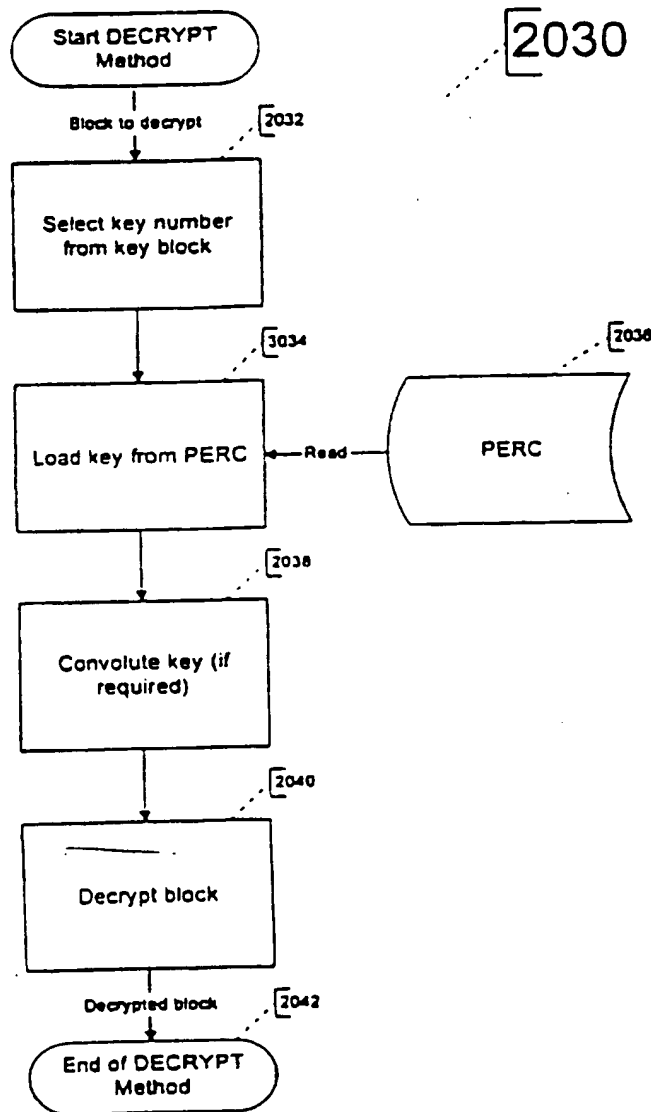 Start DECRYPT
Method
2030
Block to decrypt
2032
Select key number
from key block
3034
2036
Load key from PERC
Read
PERC
2038
Convolute key (if
required)
2040
Decrypt block
Decrypted block
2042
End of DECRYPT
Method